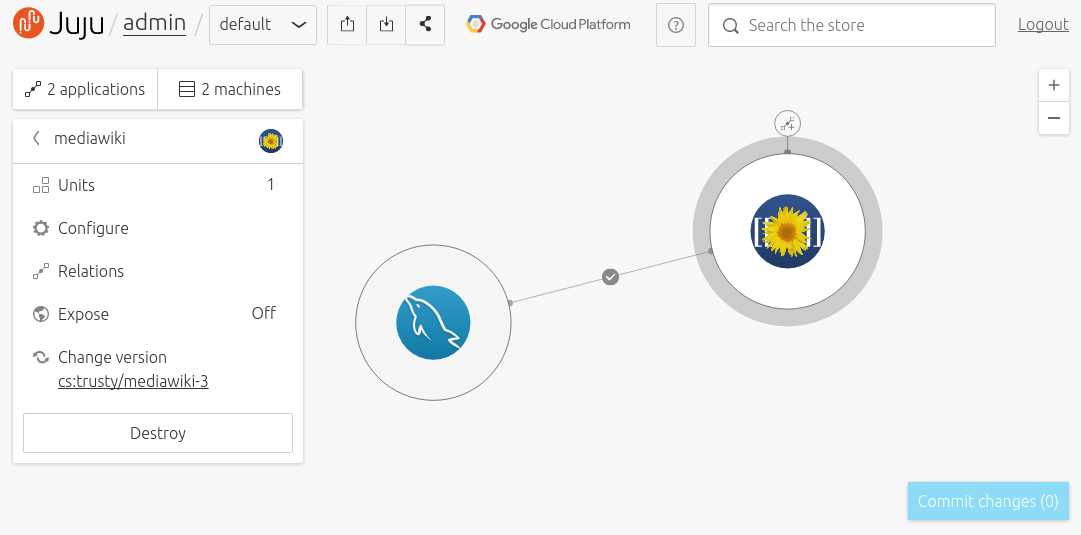 Juju / admin / default Google Cloud Platform Search the store Logout
2 applications 2 machines
mediawiki
Units 1
Configure
Relations
Expose Off
Change version
cs:trusty/mediawiki-3
Destroy
Commit changes (0)